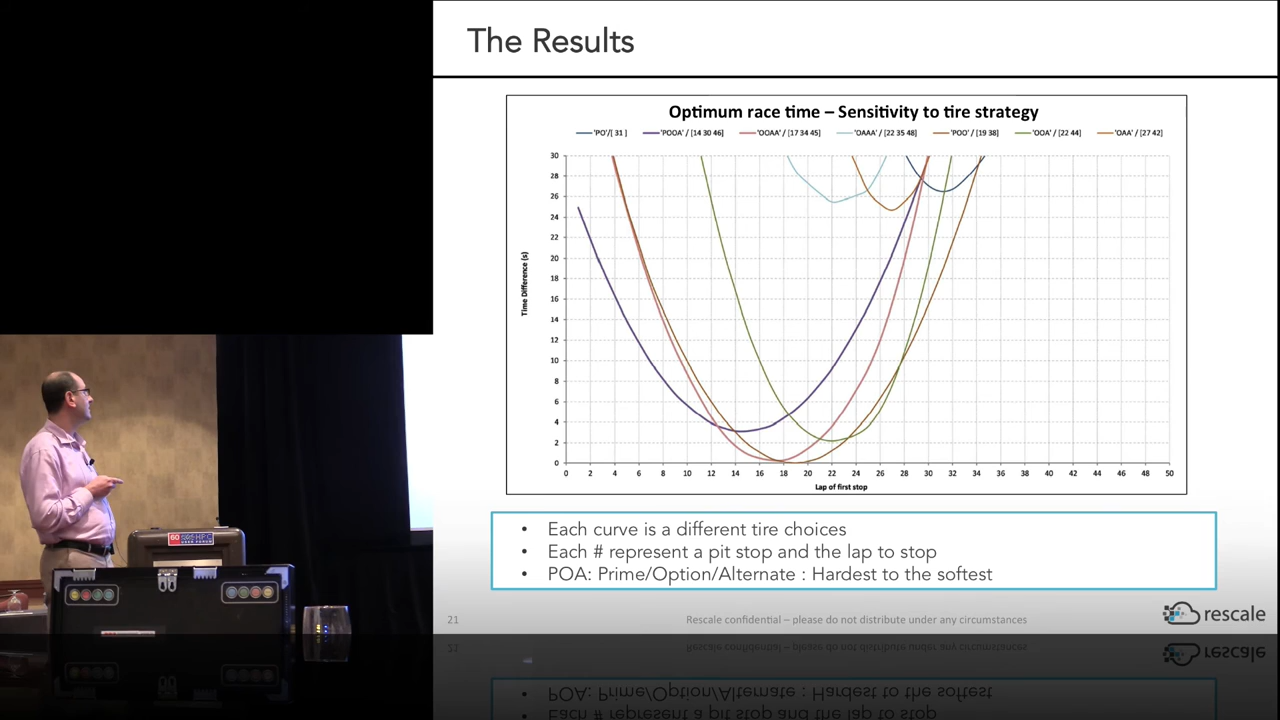 The Results
Optimum race time – Sensitivity to tire strategy
'PO'/[ 31 ] 'POOA' / [14 30 46] 'OOAA' / [17 34 45] 'OAAA' / [22 35 48] 'POO' / [19 38] 'OOA' / [22 44] 'OAA' / [27 42]
30
28
26
24
22
20
18
16
14
12
10
8
6
4
2
0
Time Difference (s)
0 2 4 6 8 10 12 14 16 18 20 22 24 26 28 30 32 34 36 38 40 42 44 46 48 50
Lap of first stop
• Each curve is a different tire choices
• Each # represent a pit stop and the lap to stop
• POA: Prime/Option/Alternate : Hardest to the softest
21 Rescale confidential – please do not distribute under any circumstances
rescale
60
USER FORUM